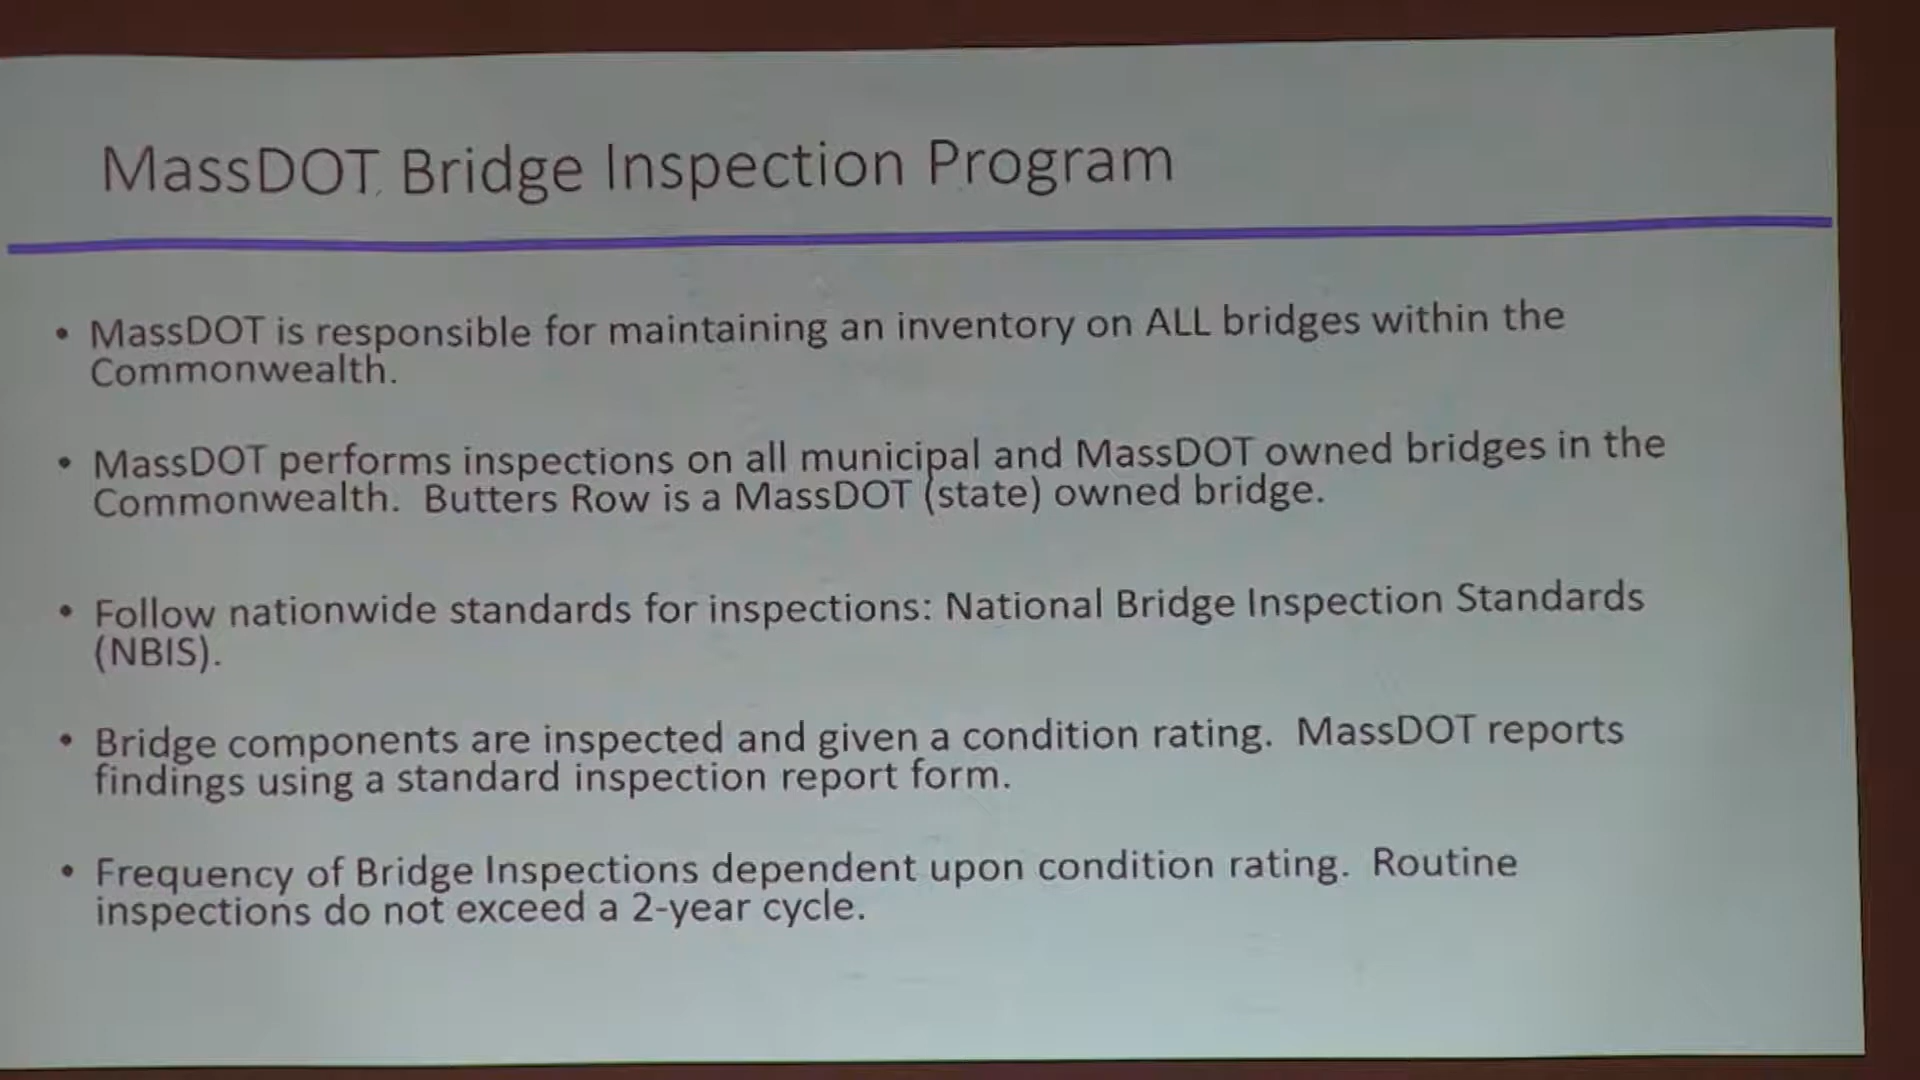 MassDOT Bridge Inspection Program
• MassDOT is responsible for maintaining an inventory on ALL bridges within the
Commonwealth.
• MassDOT performs inspections on all municipal and MassDOT owned bridges in the
Commonwealth. Butters Row is a MassDOT (state) owned bridge.
• Follow nationwide standards for inspections: National Bridge Inspection Standards
(NBIS).
• Bridge components are inspected and given a condition rating. MassDOT reports
findings using a standard inspection report form.
• Frequency of Bridge Inspections dependent upon condition rating. Routine
inspections do not exceed a 2-year cycle.